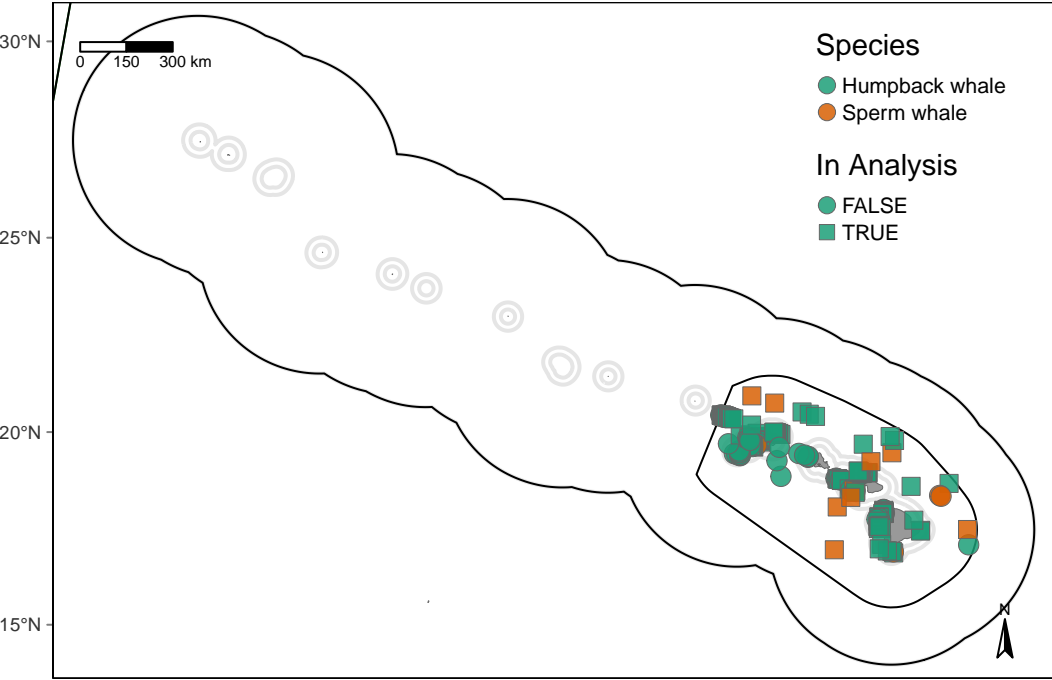 30°N
25°N
20°N
15°N
0 150 300 km
Species
Humpback whale
Sperm whale
In Analysis
FALSE
TRUE
N